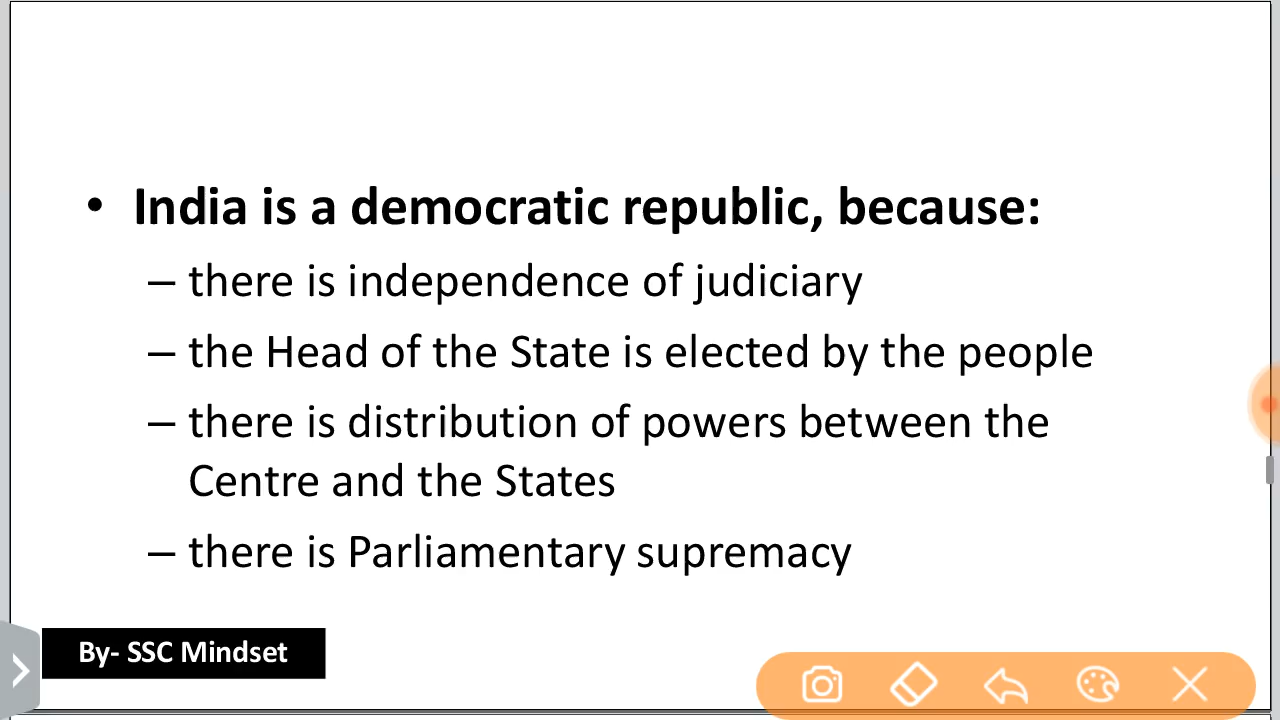 • India is a democratic republic, because:
– there is independence of judiciary
– the Head of the State is elected by the people
– there is distribution of powers between the
Centre and the States
– there is Parliamentary supremacy
By- SSC Mindset